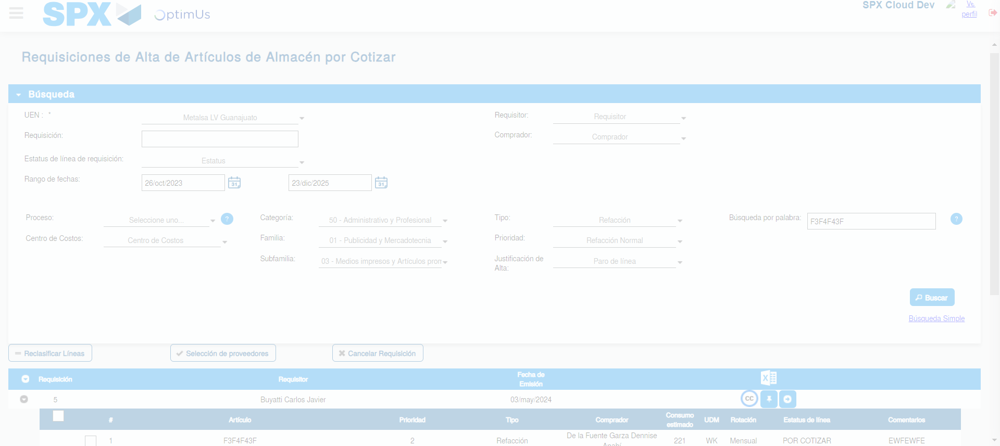 SPX OptimUs
SPX Cloud Dev
perfil
Requisiciones de Alta de Artículos de Almacén por Cotizar
Búsqueda
UEN : *
Metalsa LV Guanajuato
Requisitor:
Requisitor
Requisición:
Comprador:
Comprador
Estatus de línea de requisición:
Estatus
Rango de fechas:
26/oct/2023
31
23/dic/2025
31
Proceso:
Seleccione uno...
?
Categoría:
50 - Administrativo y Profesional
Tipo:
Refacción
Búsqueda por palabra:
F3F4F43F
?
Centro de Costos:
Centro de Costos
Familia:
01 - Publicidad y Mercadotecnia
Prioridad:
Refacción Normal
Subfamilia:
03 - Medios impresos y Artículos pron
Justificación de
Alta:
Paro de línea
Buscar
Búsqueda Simple
Reclasificar Líneas
Selección de proveedores
Cancelar Requisición
Requisición
Requisitor
Fecha de
Emisión
X
5
Buyatti Carlos Javier
03/may/2024
CC
#
Artículo
Prioridad
Tipo
Comprador
Consumo
estimado
UDM
Rotación
Estatus de línea
Comentarios
1
F3F4F43F
2
Refacción
De la Fuente Garza Dennise
Anahí
221
WK
Mensual
POR COTIZAR
EWFEWFE